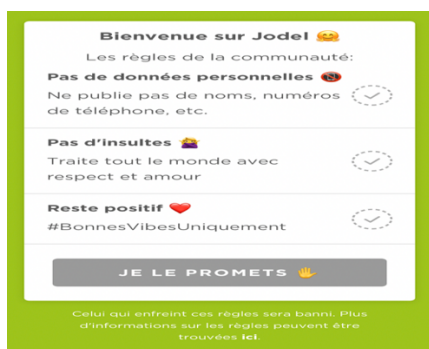 Bienvenue sur Jodel 🤗
Les règles de la communauté:
Pas de données personnelles 📵
Ne publie pas de noms, numéros
de téléphone, etc.
Pas d'insultes 🙅‍♀️
Traite tout le monde avec
respect et amour
Reste positif ❤️
#BonnesVibesUniquement
JE LE PROMETS 🖐
Celui qui enfreint ces règles sera banni. Plus
d'informations sur les règles peuvent être
trouvées ici.